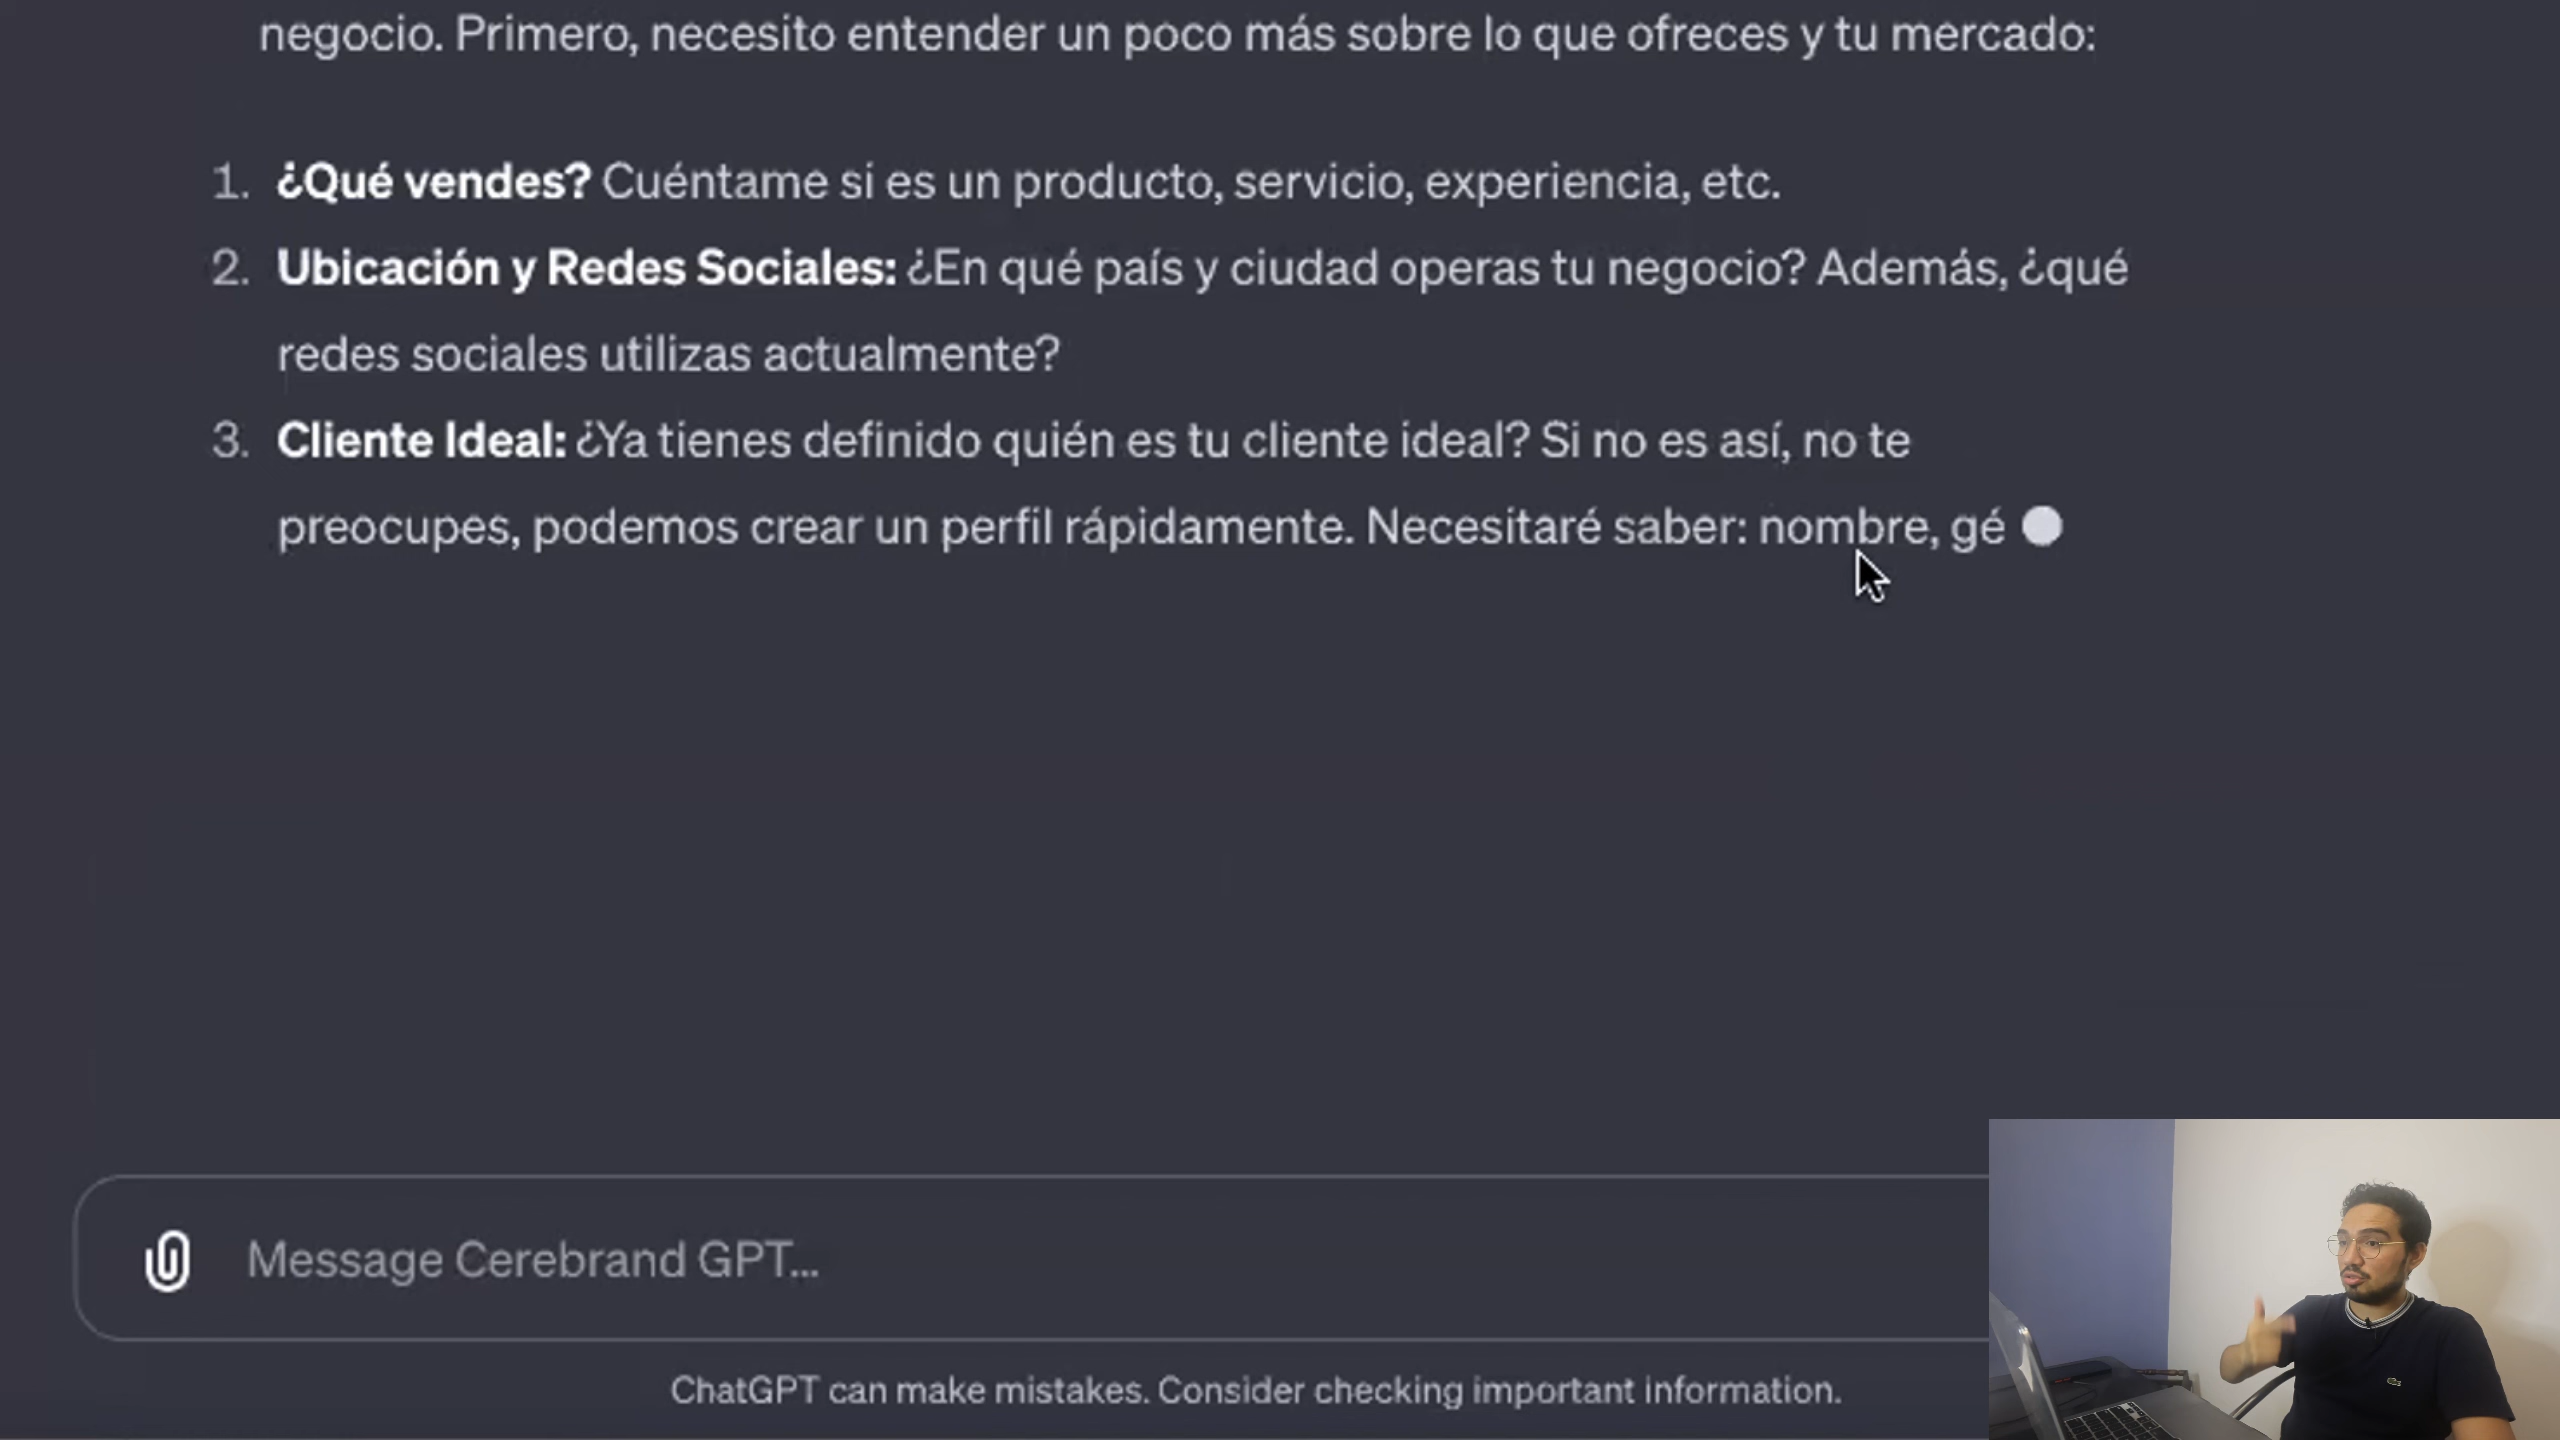 negocio. Primero, necesito entender un poco más sobre lo que ofreces y tu mercado:
1. ¿Qué vendes? Cuéntame si es un producto, servicio, experiencia, etc.
2. Ubicación y Redes Sociales: ¿En qué país y ciudad operas tu negocio? Además, ¿qué
redes sociales utilizas actualmente?
3. Cliente Ideal: ¿Ya tienes definido quién es tu cliente ideal? Si no es así, no te
preocupes, podemos crear un perfil rápidamente. Necesitaré saber: nombre, gé
Message Cerebrand GPT...
ChatGPT can make mistakes. Consider checking important information.